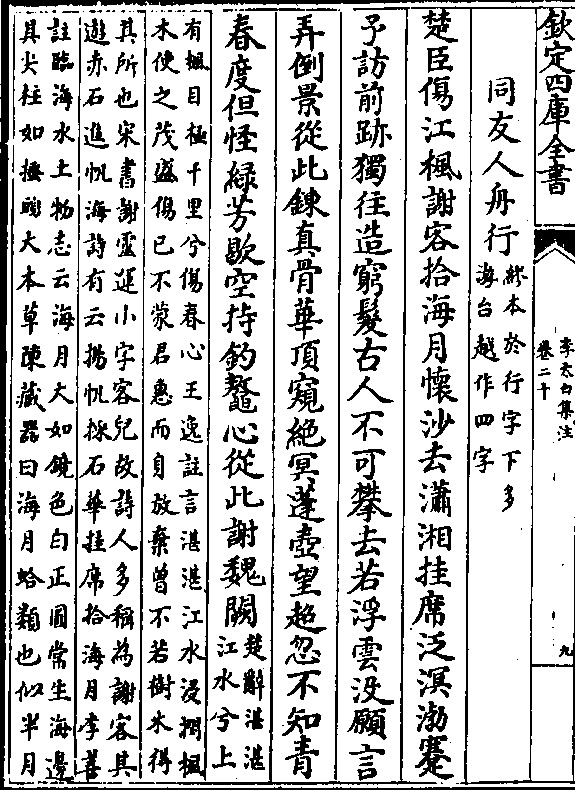 欽定四庫全書
李太白集注
卷二十
九
同友人舟行
繆本於行字下多
游台越作四字
楚臣傷江楓謝客拾海月懷沙去瀟湘挂席泛溟渤蹇
予訪前跡獨往造窮髮古人不可攀去若浮雲没願言
弄倒景從此鍊真骨華頂窺絶冥蓬壺望超忽不知青
春度但怪緑芳歇空持釣鼇心從此謝魏闕
楚辭湛湛
江水兮上
有楓目極千里兮傷春心王逸註言湛湛江水浸潤楓
木使之茂盛傷已不蒙君惠而自放棄曾不若樹木得
其所也宋書謝靈運小字客兒故詩人多稱為謝客其
遊赤石進帆海詩有云揚帆採石華挂席拾海月李善
註臨海水土物志云海月大如鏡色白正圓常生海邊
其尖柱如搔頭大本草陳藏器曰海月蛤類也似半月